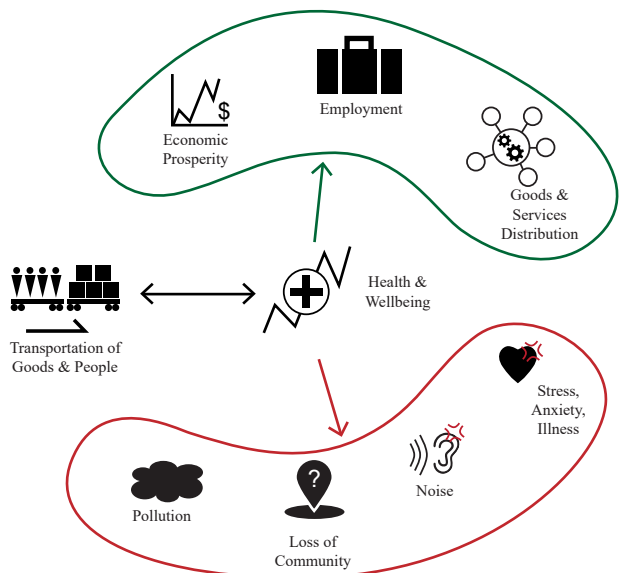 Employment
$
Economic
Prosperity
Goods &
Services
Distribution
Health &
Wellbeing
Transportation of
Goods & People
Stress,
Anxiety,
Illness
Noise
?
Pollution
Loss of
Community